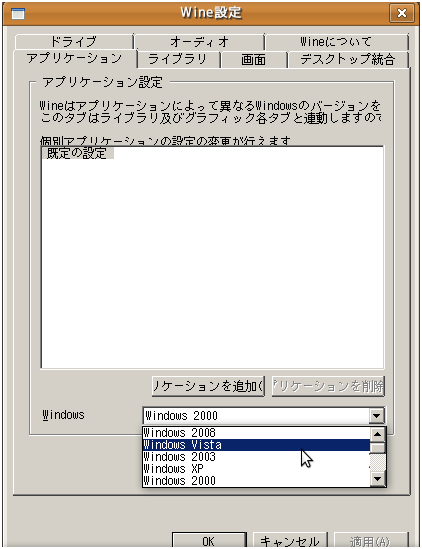 Wine設定
ドライブ
オーディオ
Wineについて
アプリケーション
ライブラリ
画面
デスクトップ統合
アプリケーション設定
Wineはアプリケーションによって異なるWindowsのバージョンを
このタブはライブラリ及びグラフィック各タブと連動しますので
個別アプリケーションの設定の変更が行えます
既定の設定
リケーションを追加(
プリケーションを削除
Windows
Windows 2000
Windows 2008
Windows Vista
Windows 2003
Windows XP
Windows 2000
OK
キャンセル
適用(A)